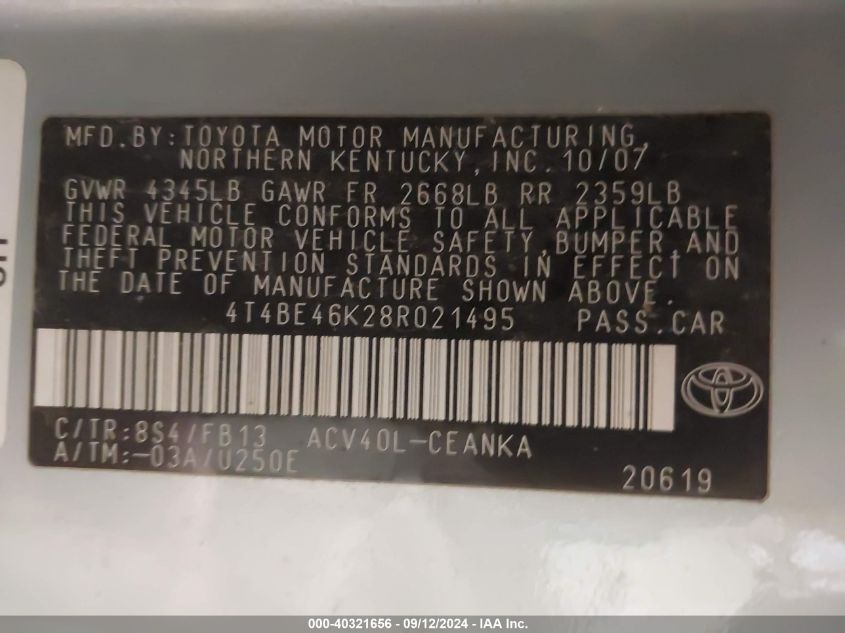 MFD.BY:TOYOTA MOTOR MANUFACTURING,
NORTHERN KENTUCKY,INC.10/07
GVWR 4345LB GAWR FR 2668LB RR 2359LB
THIS VEHICLE CONFORMS TO ALL APPLICABLE
FEDERAL MOTOR VEHICLE SAFETY,BUMPER,AND
THEFT PREVENTION STANDARDS IN EFFECT ON
THE DATE OF MANUFACTURE SHOWN ABOVE.
4T4BE46K28R021495 PASS.CAR
C/TR:8S4/FB13 ACV40L-CEANKA
A/TM:-03A/U250E
20619
000-40321656 - 09/12/2024 - IAA Inc.